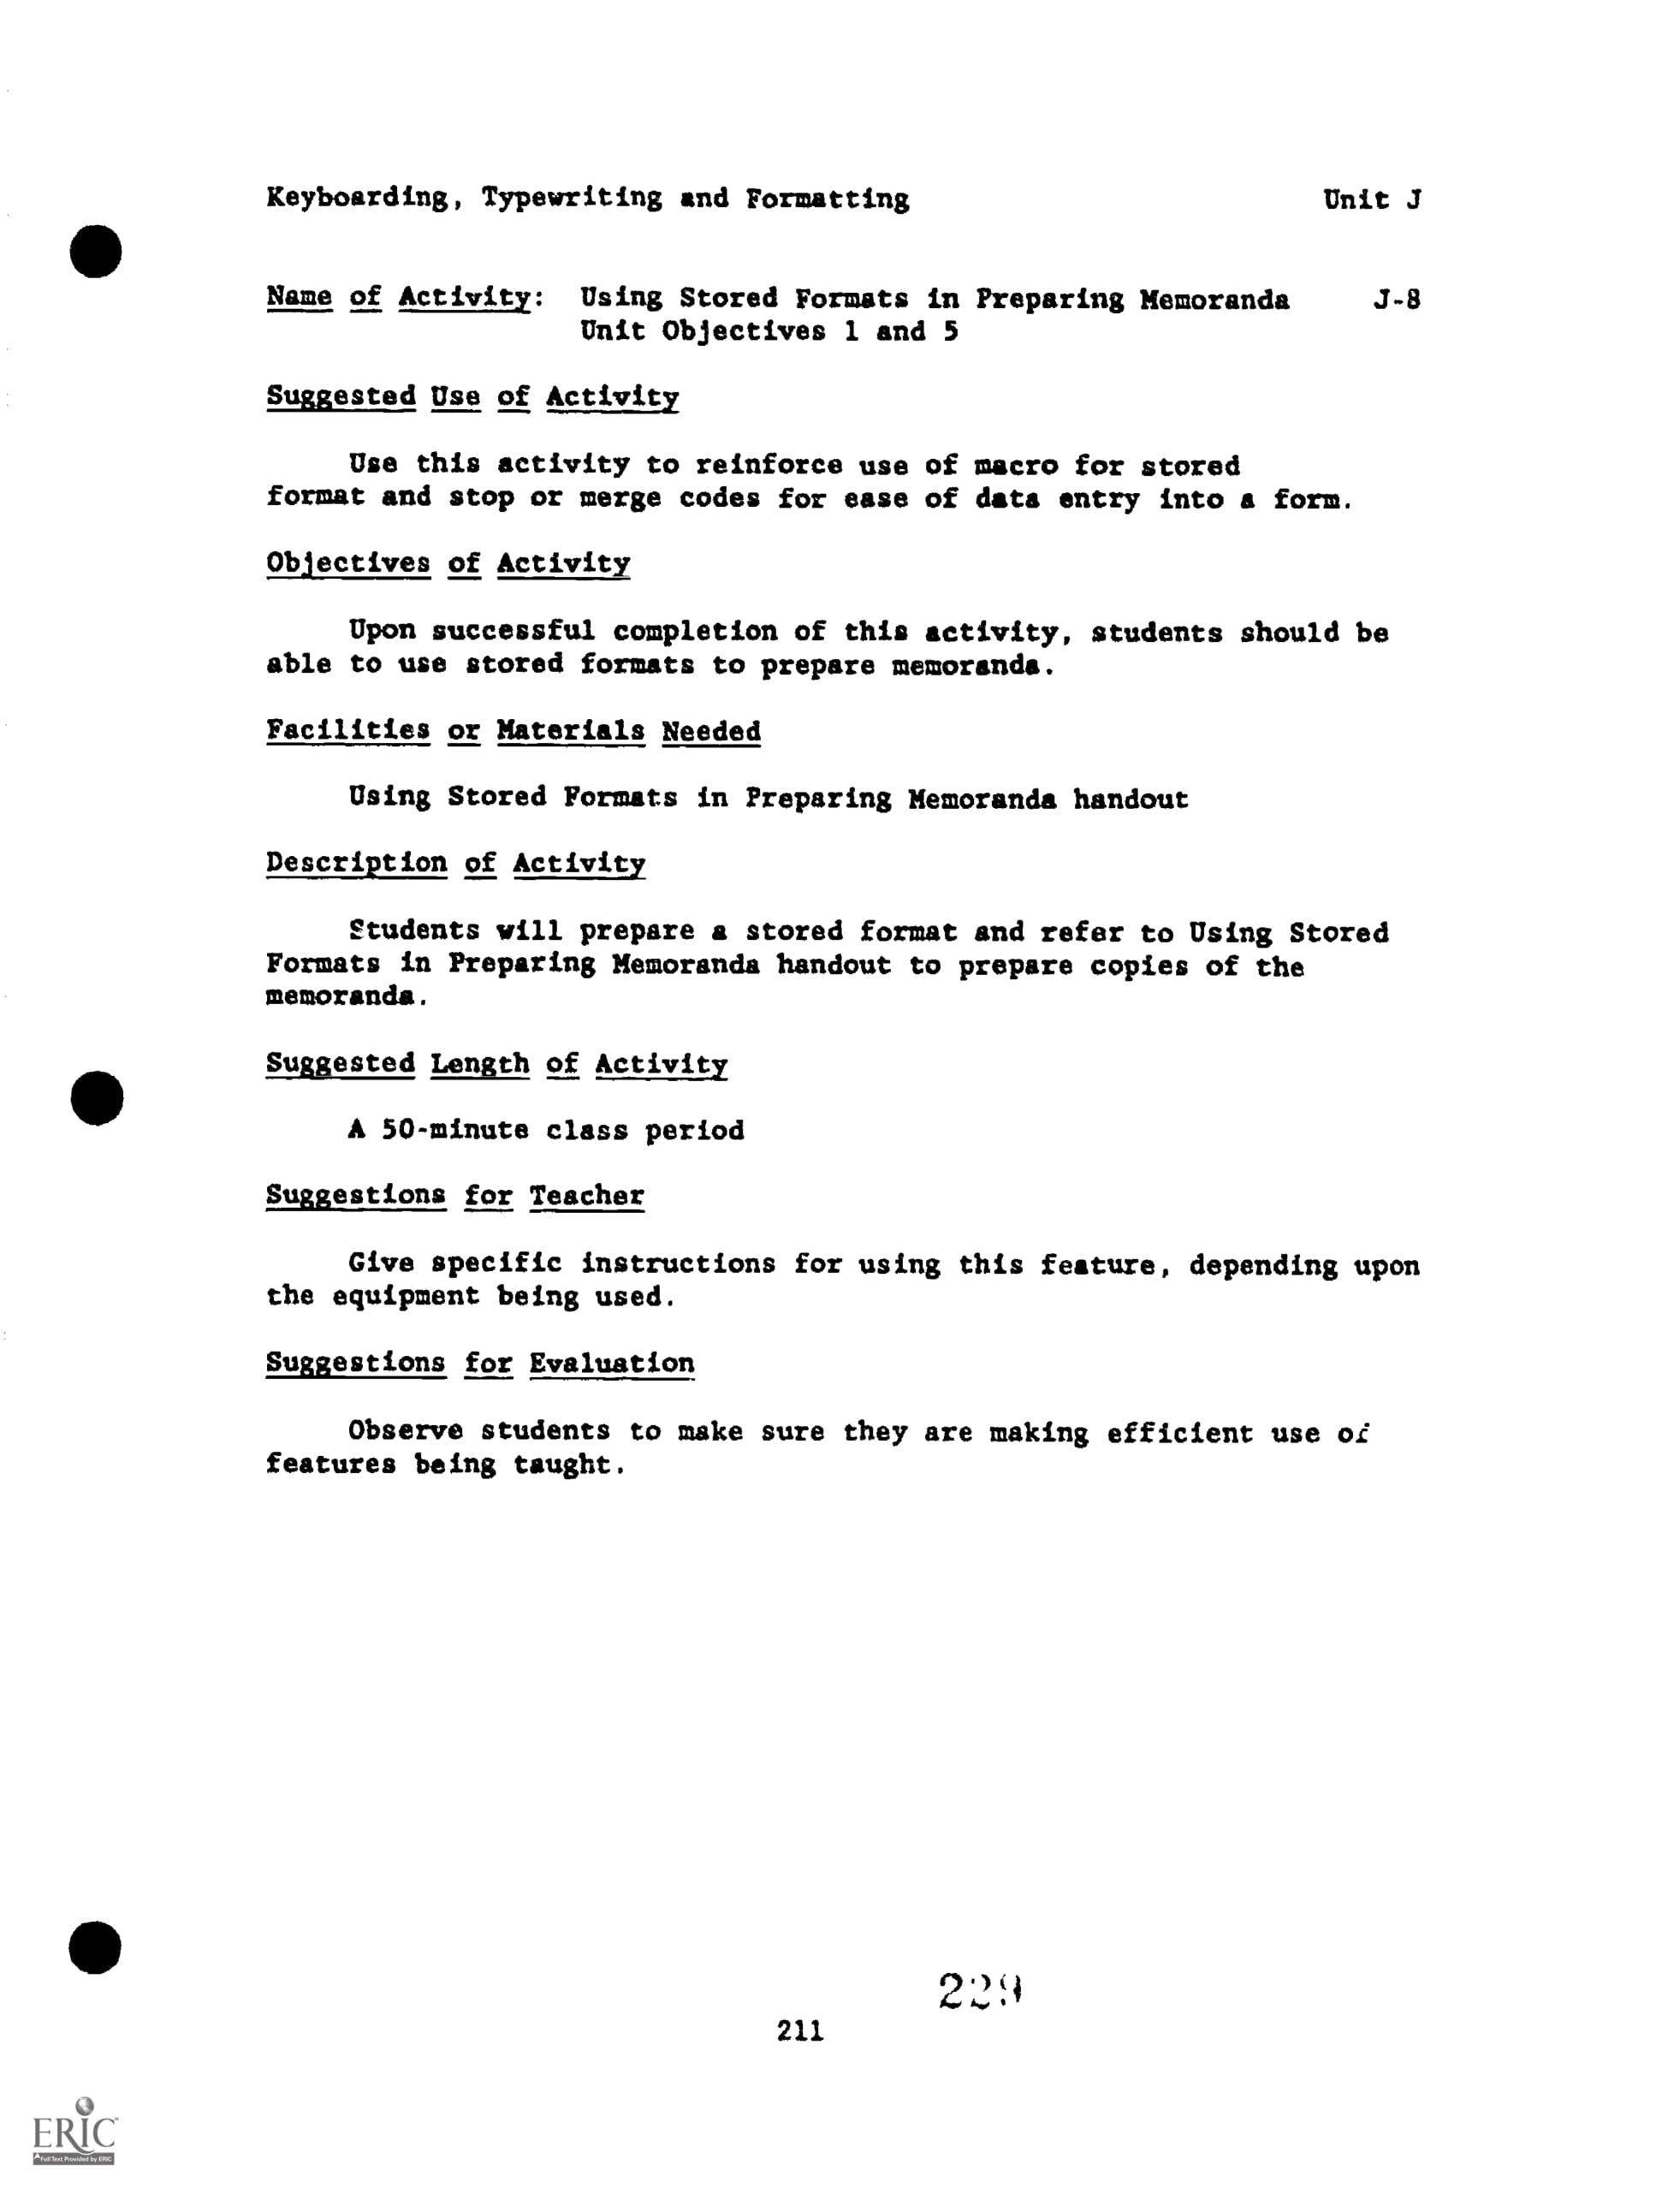 Keyboarding, Typewriting and Formatting Unit J
Name of Activity: Using Stored Formats in Preparing Memoranda J-8
Unit Objectives 1 and 5
Suggested Use of Activity
Use this activity to reinforce use of macro for stored
format and stop or merge codes for ease of data entry into a form.
Objectives of Activity
Upon successful completion of this activity, students should be
able to use stored formats to prepare memoranda.
Facilities or Materials Needed
Using Stored Formats in Preparing Memoranda handout
Description of Activity
Students will prepare a stored format and refer to Using Stored
Formats in Preparing Memoranda handout to prepare copies of the
memoranda.
Suggested Length of Activity
A 50-minute class period
Suggestions for Teacher
Give specific instructions for using this feature, depending upon
the equipment being used.
Suggestions for Evaluation
Observe students to make sure they are making efficient use of
features being taught.
229
211
ERIC
Full Text Provided by ERIC